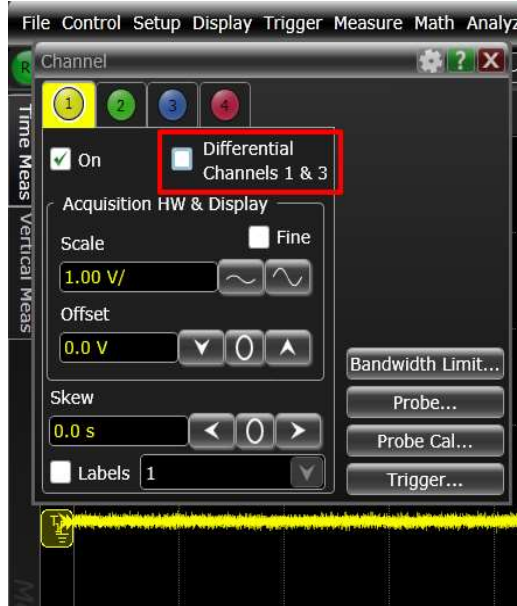 File Control Setup Display Trigger Measure Math
Channel
?
X
1 2 3 4
Time Meas
Vertical Meas
On
Differential
Channels 1 & 3
Acquisition HW & Display
Scale
Fine
1.00 V/
Offset
0.0 V
0
Bandwidth Limit...
Skew
Probe...
0.0 s
0
Probe Cal...
Labels 1
Trigger...